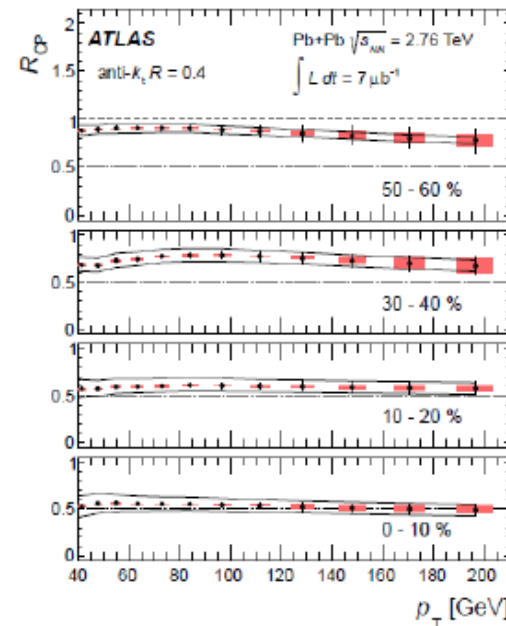 R_CP
2
ATLAS
Pb+Pb √s_NN = 2.76 TeV
1.5
anti-k_t R = 0.4
∫ L dt = 7 μb⁻¹
1
0.5
50 - 60 %
0
1
0.5
30 - 40 %
0
1
0.5
10 - 20 %
0
1
0.5
0 - 10 %
0
40 60 80 100 120 140 160 180 200
p_T [GeV]